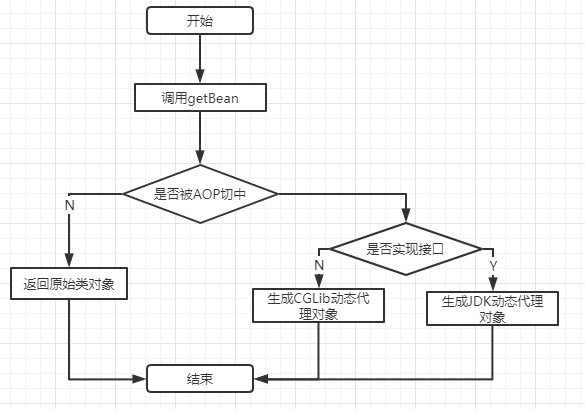 开始
调用getBean
是否被AOP切中
N
是否实现接口
N
Y
返回原始类对象
生成CGLib动态代
理对象
生成JDK动态代理
对象
结束